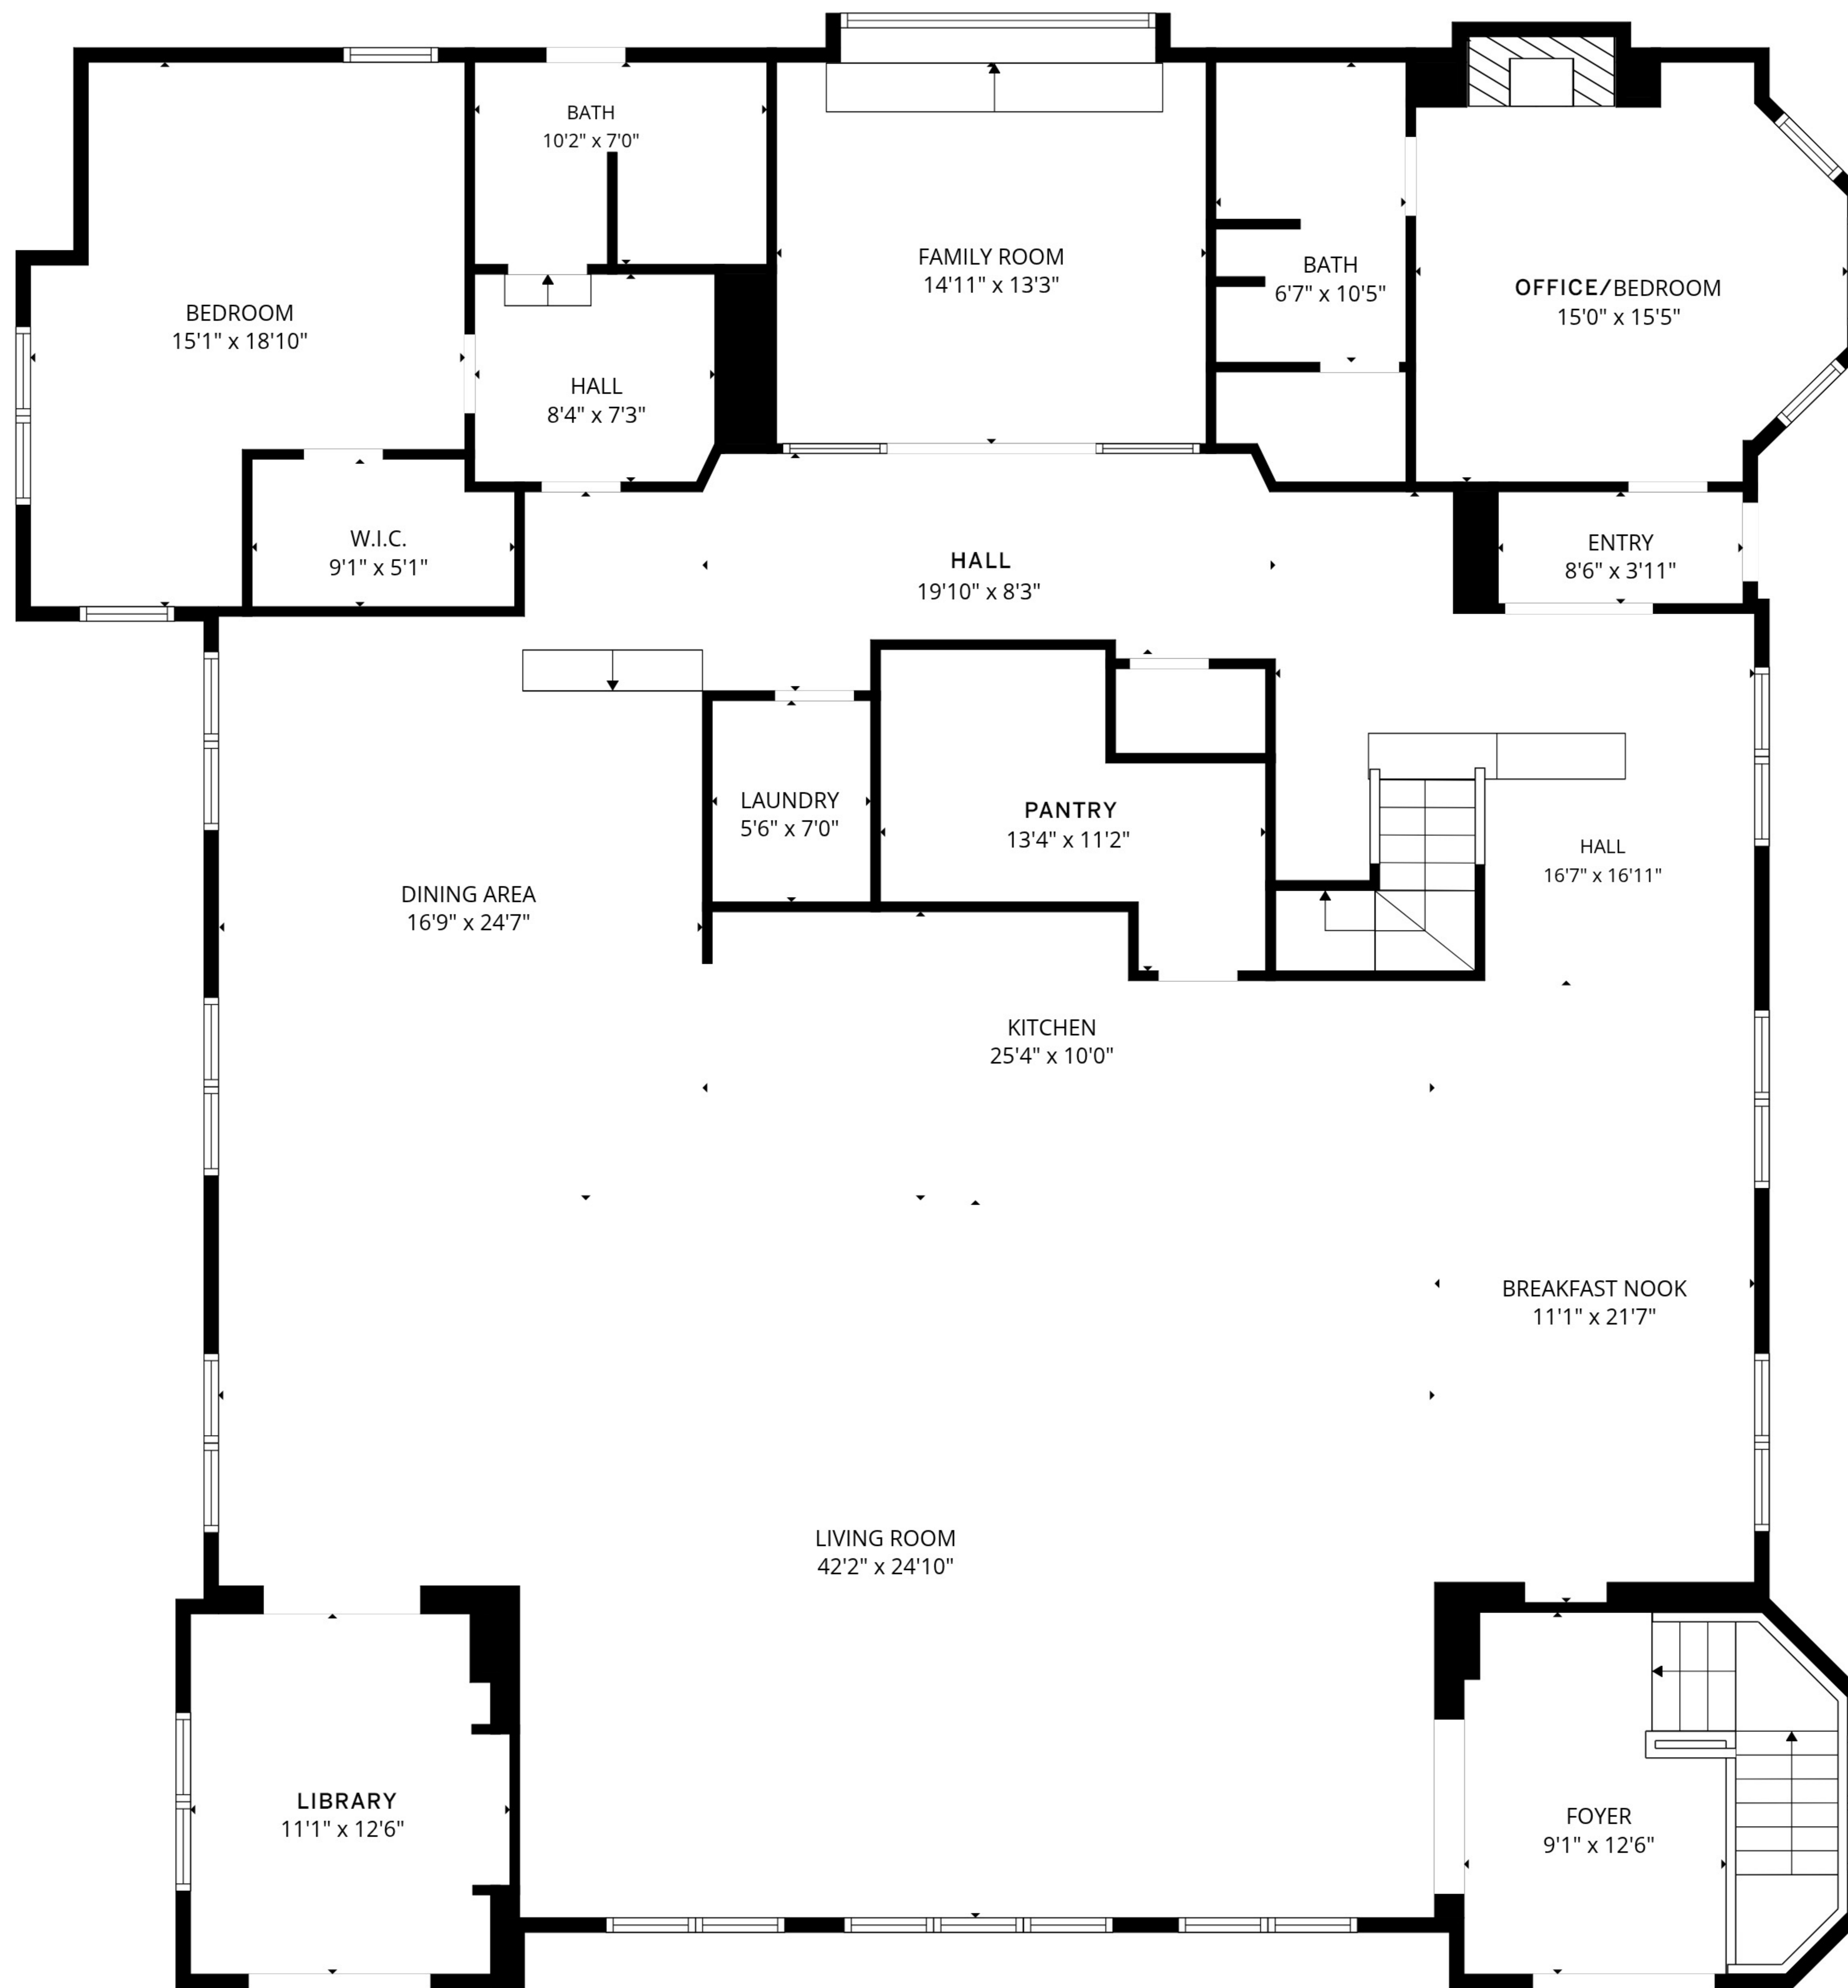 BATH
10'2" x 7'0"
FAMILY ROOM
14'11" x 13'3"
BATH
6'7" x 10'5"
OFFICE/BEDROOM
15'0" x 15'5"
BEDROOM
15'1" x 18'10"
HALL
8'4" x 7'3"
W.I.C.
9'1" x 5'1"
HALL
19'10" x 8'3"
ENTRY
8'6" x 3'11"
LAUNDRY
5'6" x 7'0"
PANTRY
13'4" x 11'2"
HALL
16'7" x 16'11"
DINING AREA
16'9" x 24'7"
KITCHEN
25'4" x 10'0"
BREAKFAST NOOK
11'1" x 21'7"
LIVING ROOM
42'2" x 24'10"
LIBRARY
11'1" x 12'6"
FOYER
9'1" x 12'6"